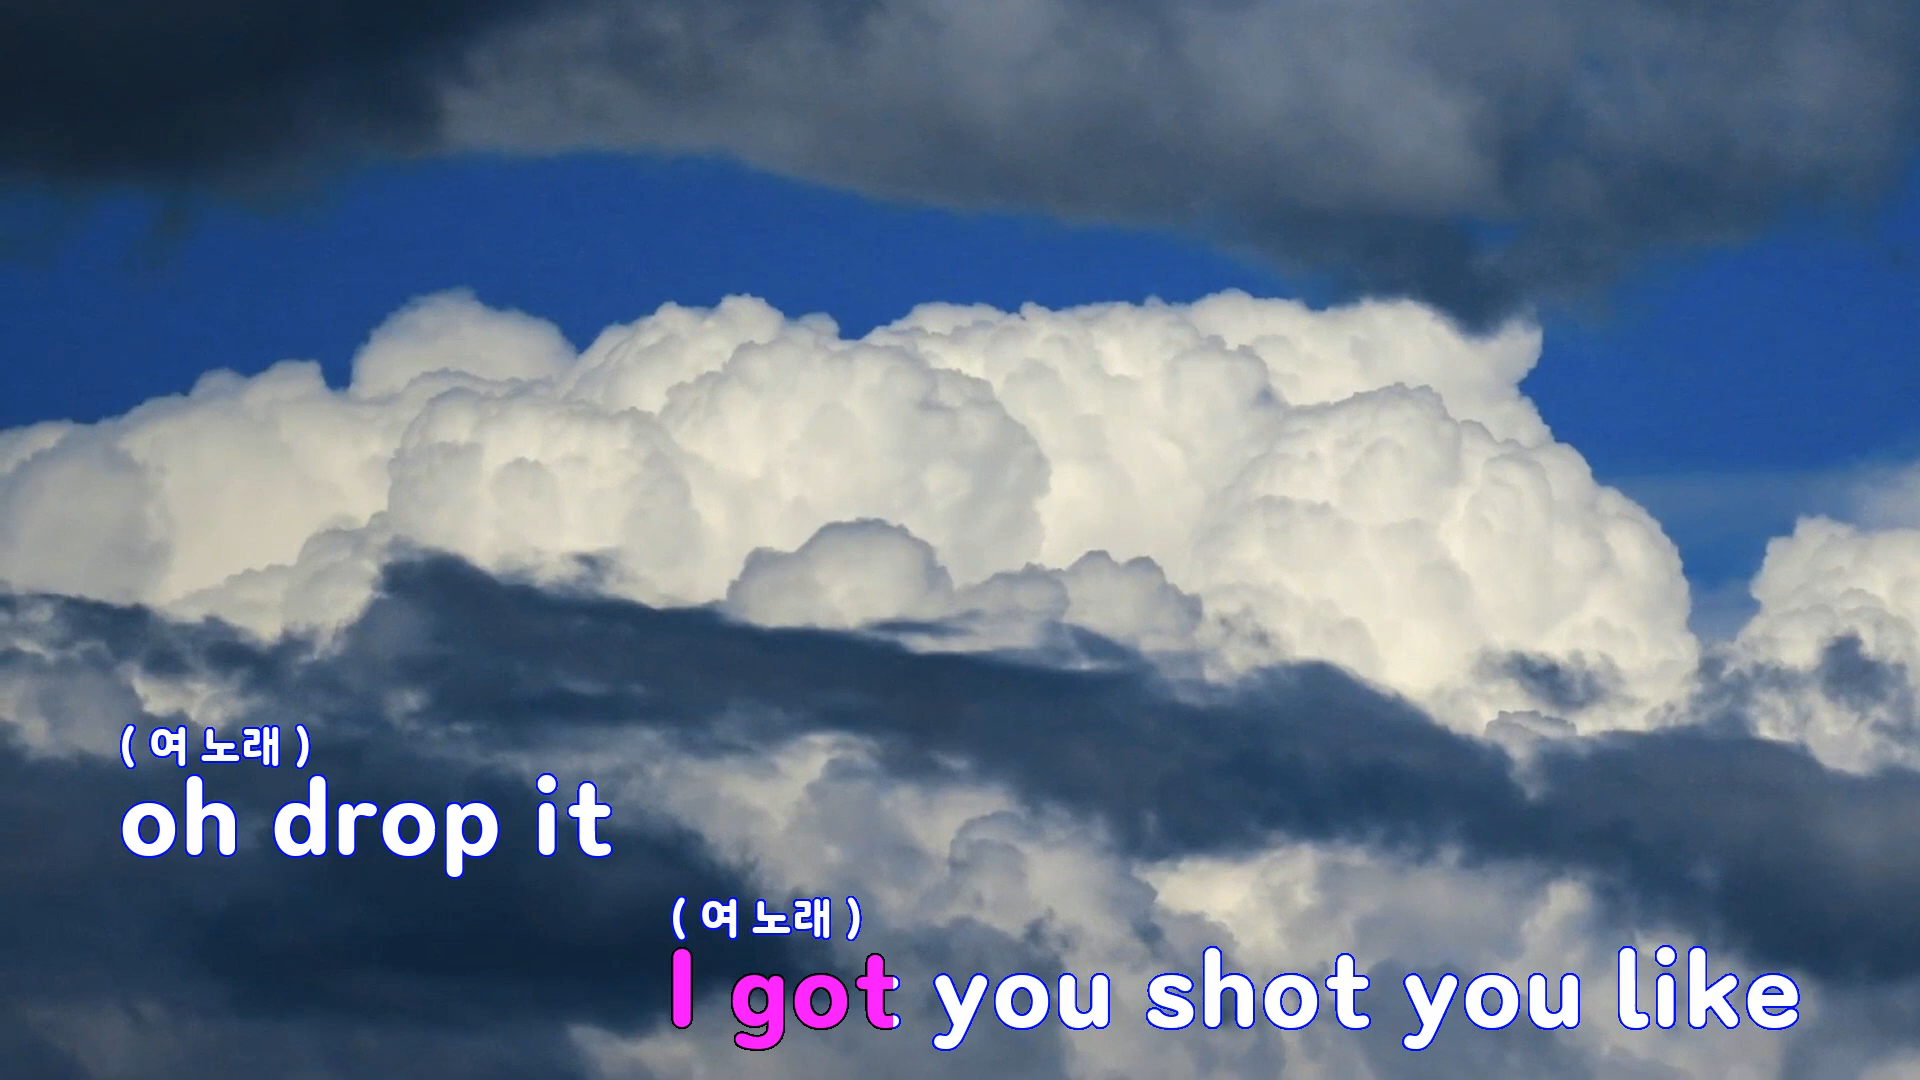 ( 여 노래 )
oh drop it
( 여 노래 )
I got you shot you like